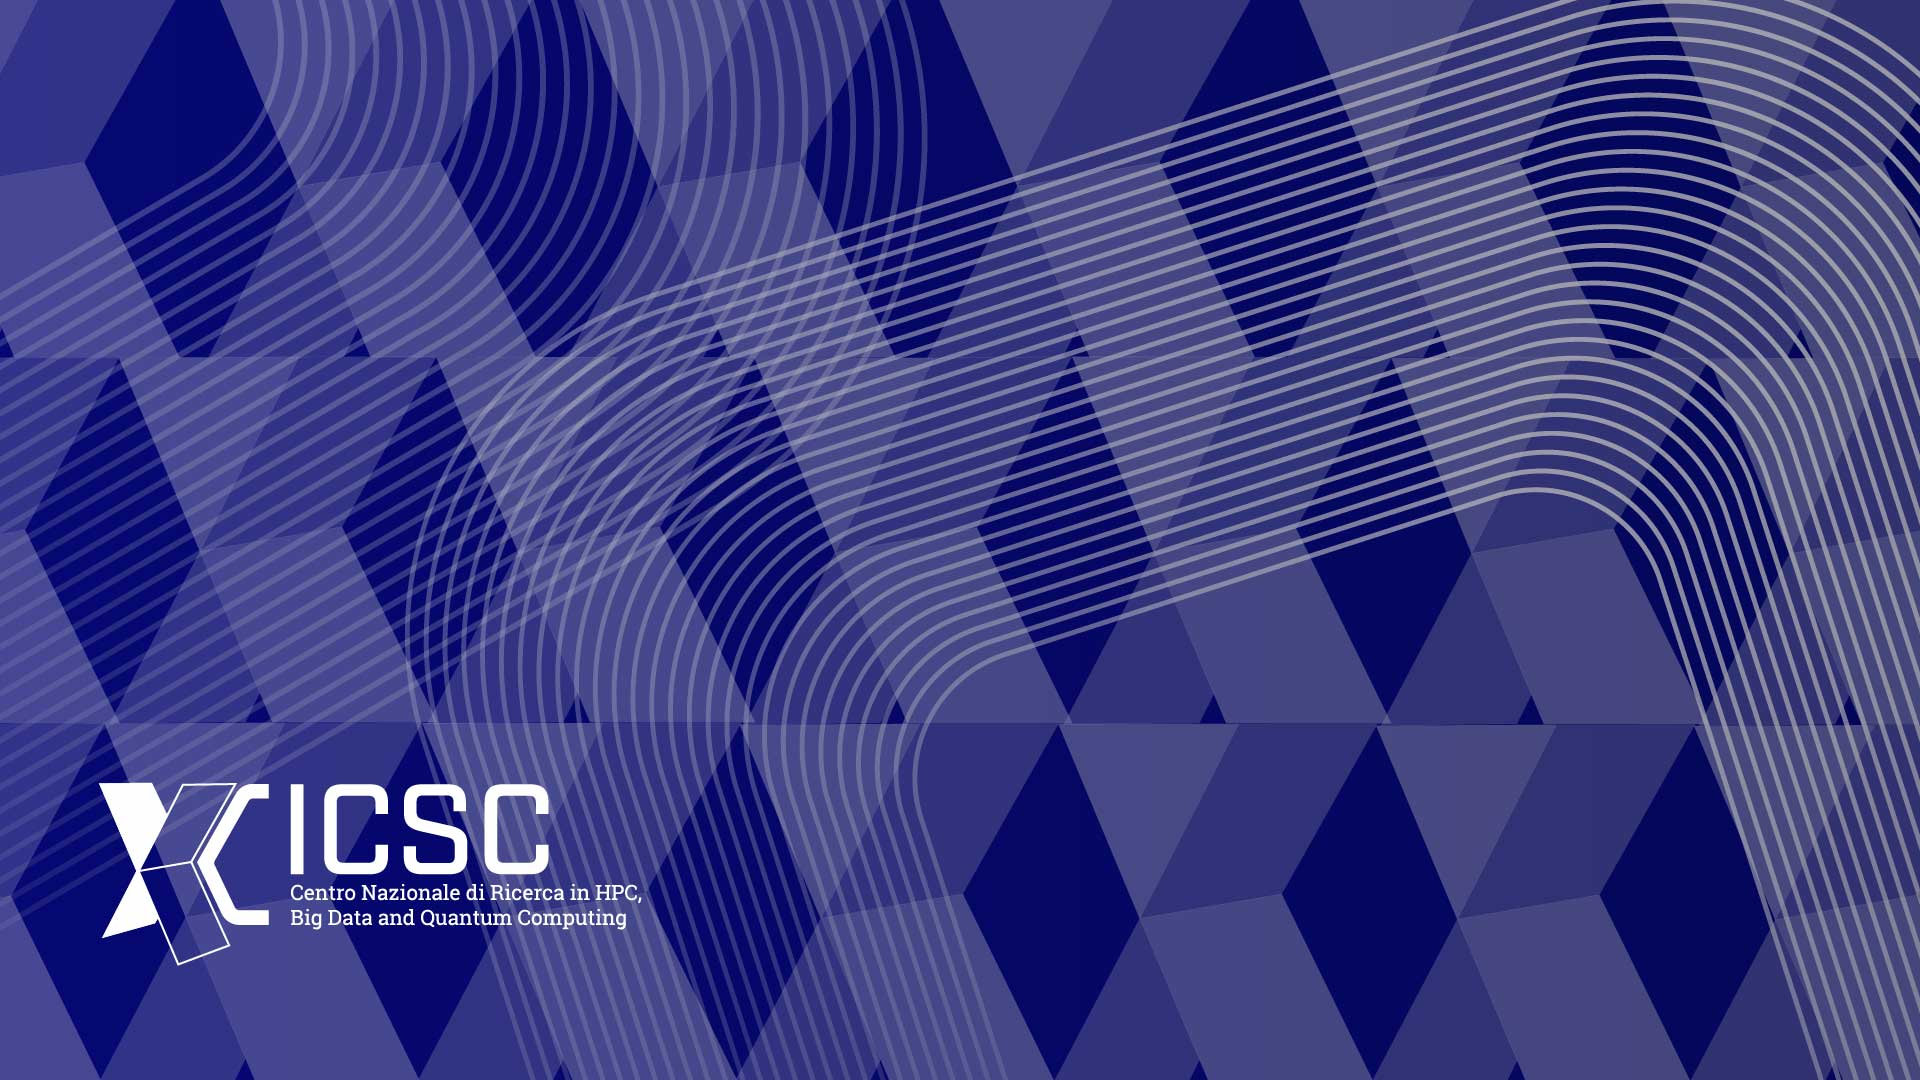 ICSC
Centro Nazionale di Ricerca in HPC,
Big Data and Quantum Computing